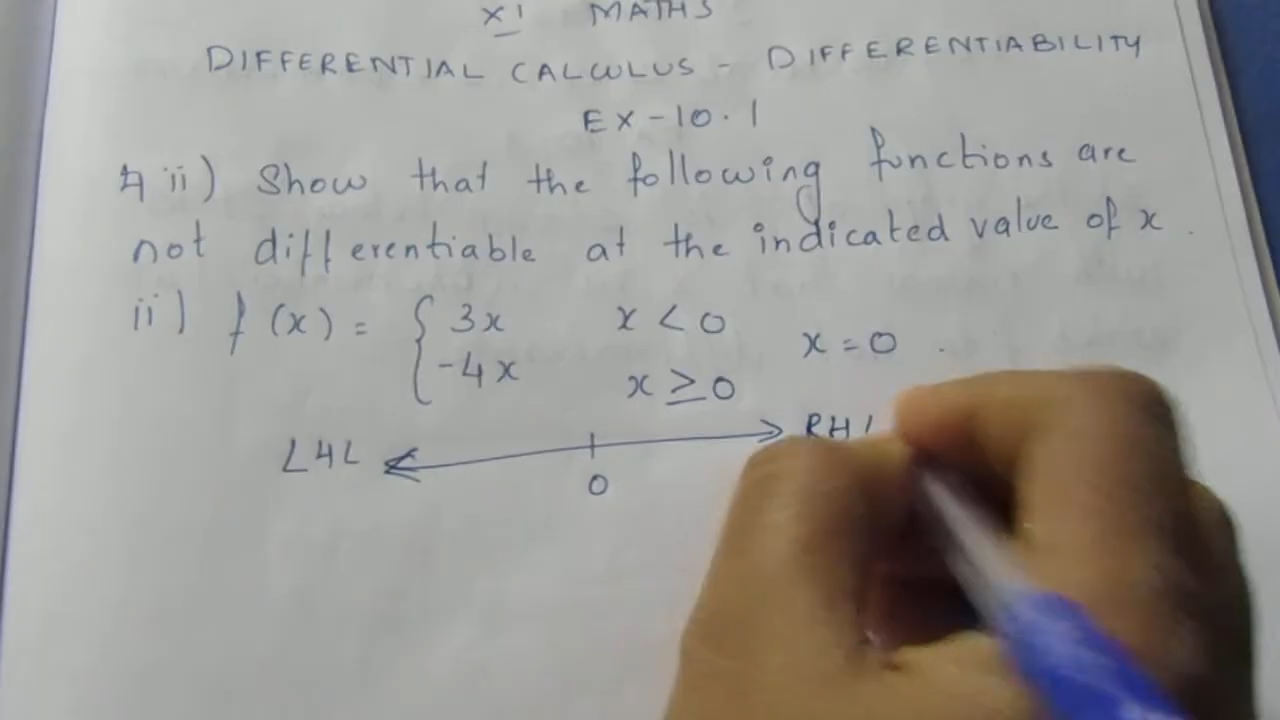 XI MATHS
DIFFERENTIAL CALCULUS - DIFFERENTIABILITY
EX - 10.1
4 ii) Show that the following functions are
not differentiable at the indicated value of x.
ii) f(x) = { 3x x < 0
-4x x ≥ 0 x = 0.
LHL RHL
0